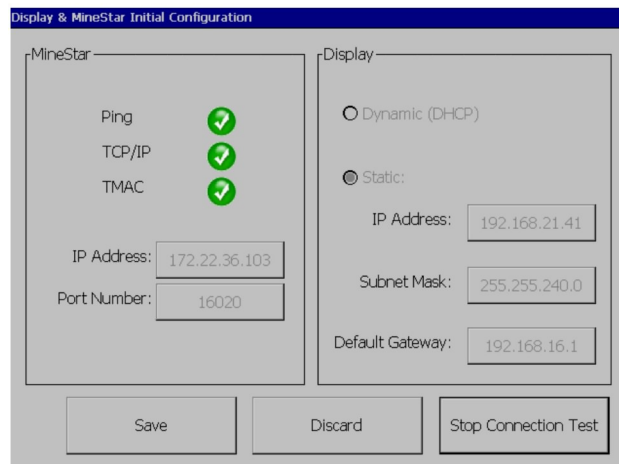 Display & MineStar Initial Configuration
MineStar
Ping
TCP/IP
TMAC
IP Address: 172.22.36.103
Port Number: 16020
Display
Dynamic (DHCP)
Static:
IP Address: 192.168.21.41
Subnet Mask: 255.255.240.0
Default Gateway: 192.168.16.1
Save
Discard
Stop Connection Test